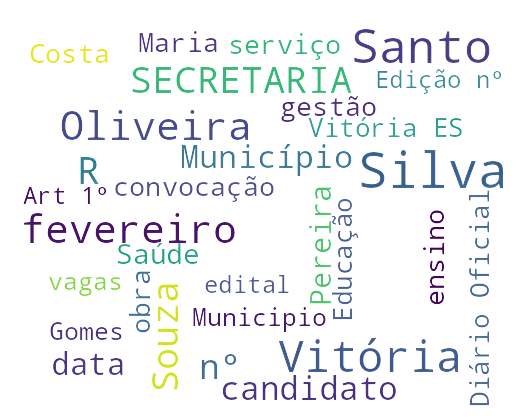 Santo
Maria
serviço
Costa
SECRETARIA
Edição nº
gestão
Oliveira
Vitória ES
Município
Silva
R
convocação
Art 1º
fevereiro
Pereira
Educação
ensino
Diário Oficial
Saúde
vagas
obra
edital
Souza
Municipio
Gomes
data
nº
Vitória
candidato